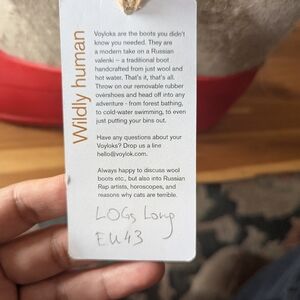 Wildly human
Voyloks are the boots you didn't
know you needed. They are
a modern take on a Russian
valenki – a traditional boot
handcrafted from just wool and
hot water. That's it, that's all.
Throw on our removable rubber
overshoes and head off into any
adventure - from forest bathing,
to cold-water swimming, to even
just putting your bins out.
Have any questions about your
Voyloks? Drop us a line
hello@voylok.com
Always happy to discuss wool
boots etc., but also into Russian
Rap artists, horoscopes, and
reasons why cats are terrible.
LOGs Long
EU43